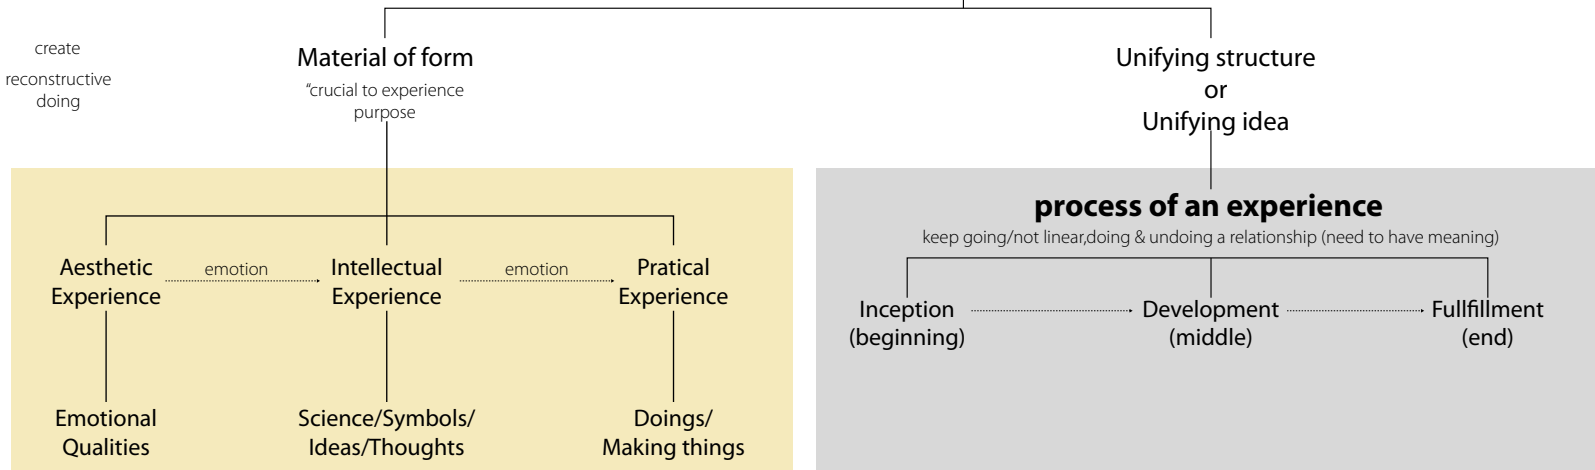 create
reconstructive
doing
Material of form
“crucial to experience
purpose
Unifying structure
or
Unifying idea
Aesthetic
Experience
emotion
Intellectual
Experience
emotion
Pratical
Experience
Emotional
Qualities
Science/Symbols/
Ideas/Thoughts
Doings/
Making things
process of an experience
keep going/not linear,doing & undoing a relationship (need to have meaning)
Inception
(beginning)
Development
(middle)
Fullfillment
(end)